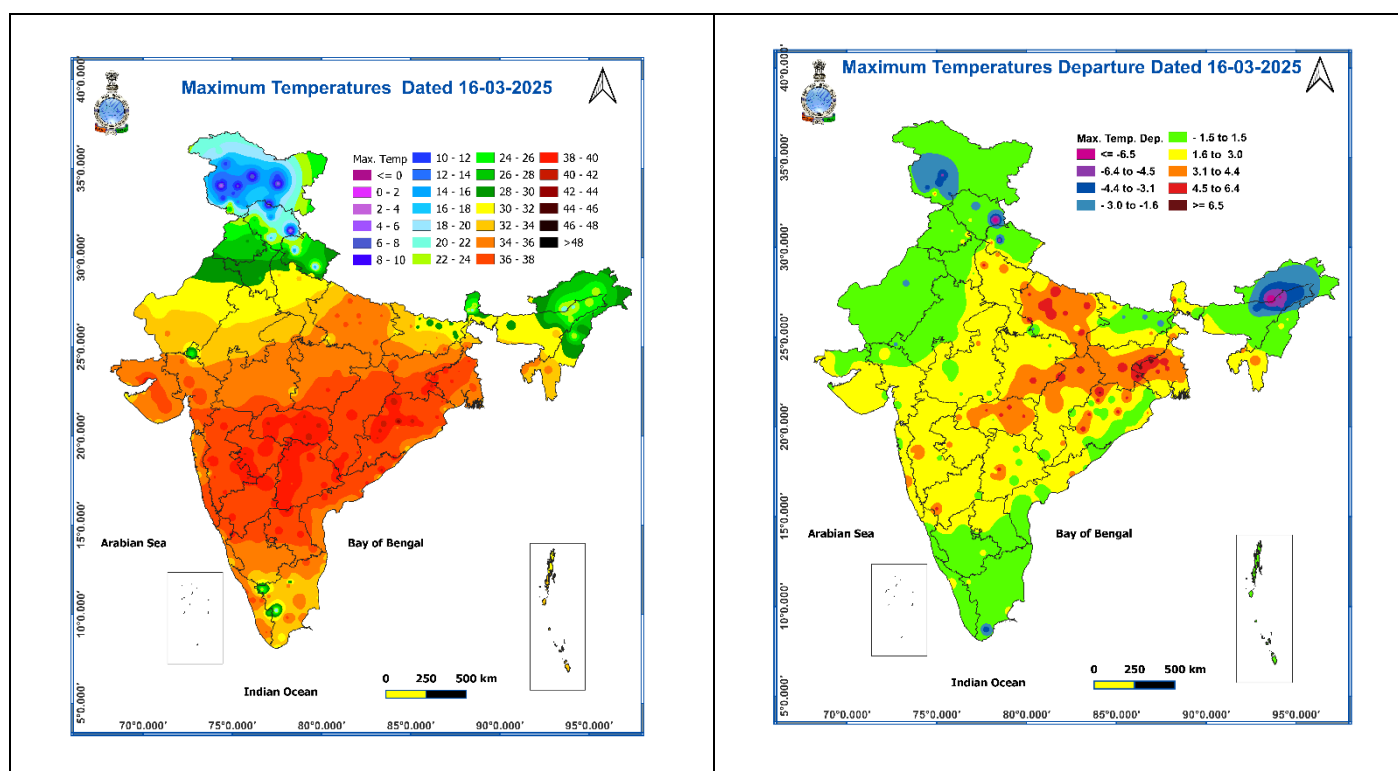 Maximum Temperatures Dated 16-03-2025
Max. Temp
<= 0
0 - 2
2 - 4
4 - 6
6 - 8
8 - 10
10 - 12
12 - 14
14 - 16
16 - 18
18 - 20
20 - 22
22 - 24
24 - 26
26 - 28
28 - 30
30 - 32
32 - 34
34 - 36
36 - 38
38 - 40
40 - 42
42 - 44
44 - 46
46 - 48
>48
40°0.000'
35°0.000'
30°0.000'
25°0.000'
20°0.000'
15°0.000'
10°0.000'
5°0.000'
Arabian Sea
Bay of Bengal
Indian Ocean
0 250 500 km
70°0.000' 75°0.000' 80°0.000' 85°0.000' 90°0.000' 95°0.000'
Maximum Temperatures Departure Dated 16-03-2025
Max. Temp. Dep.
<= -6.5
-6.4 to -4.5
-4.4 to -3.1
- 3.0 to -1.6
- 1.5 to 1.5
1.6 to 3.0
3.1 to 4.4
4.5 to 6.4
>= 6.5
40°0.000'
35°0.000'
30°0.000'
25°0.000'
20°0.000'
15°0.000'
10°0.000'
5°0.000'
Arabian Sea
Bay of Bengal
Indian Ocean
0 250 500 km
70°0.000' 75°0.000' 80°0.000' 85°0.000' 90°0.000' 95°0.000'